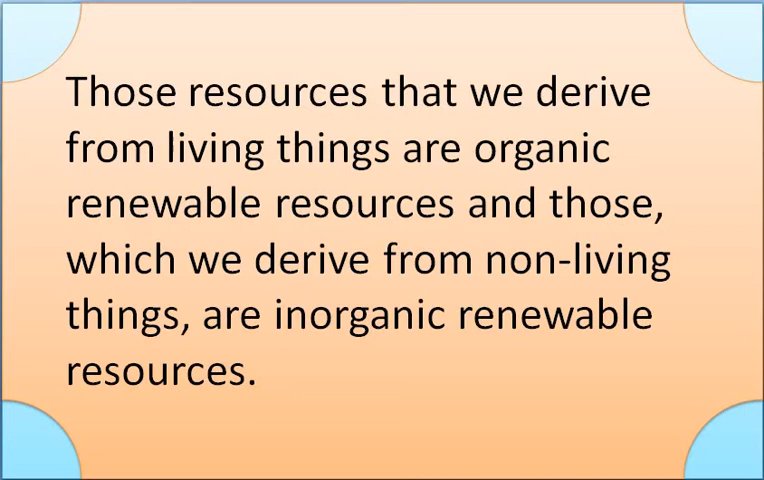 Those resources that we derive
from living things are organic
renewable resources and those,
which we derive from non-living
things, are inorganic renewable
resources.